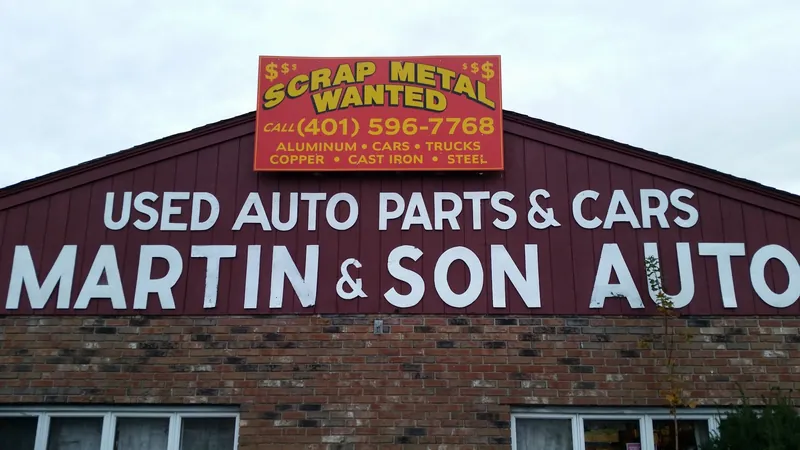 $$$ SCRAP METAL $$$
WANTED
CALL (401) 596-7768
ALUMINUM • CARS • TRUCKS
COPPER • CAST IRON • STEEL
USED AUTO PARTS & CARS
MARTIN & SON AUTO